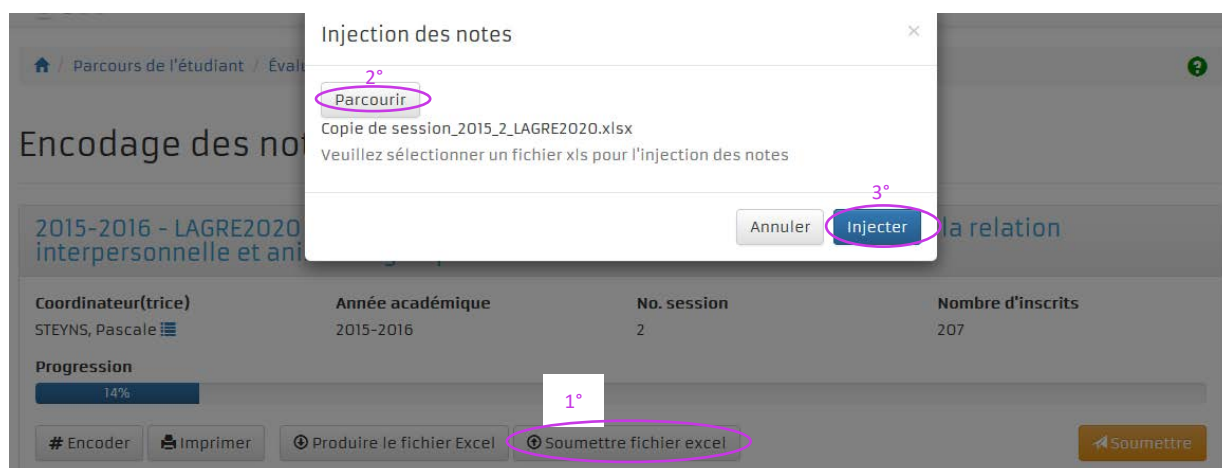 Injection des notes ×
/ Parcours de l'étudiant / Évalu
2°
Parcourir
Copie de session_2015_2_LAGRE2020.xlsx
Veuillez sélectionner un fichier xls pour l'injection des notes
Encodage des not
3°
Annuler Injecter
2015-2016 - LAGRE2020 la relation
interpersonnelle et ani
Coordinateur(trice) Année académique No. session Nombre d'inscrits
STEYNS, Pascale 2015-2016 2 207
Progression
14%
1°
# Encoder Imprimer Produire le fichier Excel Soumettre fichier excel Soumettre